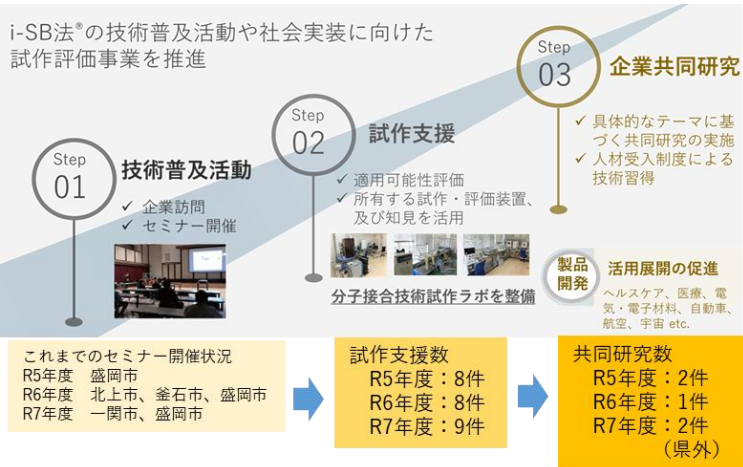 i-SB法®の技術普及活動や社会実装に向けた
試作評価事業を推進
Step
01
技術普及活動
✓ 企業訪問
✓ セミナー開催
Step
02
試作支援
✓ 適用可能性評価
✓ 所有する試作・評価装置、
及び知見を活用
分子接合技術試作ラボを整備
Step
03
企業共同研究
✓ 具体的なテーマに基
づく共同研究の実施
✓ 人材受入制度による
技術習得
製品
開発
活用展開の促進
ヘルスケア、医療、電
気・電子材料、自動車、
航空、宇宙 etc.
これまでのセミナー開催状況
R5年度 盛岡市
R6年度 北上市、釜石市、盛岡市
R7年度 一関市、盛岡市
試作支援数
R5年度：8件
R6年度：8件
R7年度：9件
共同研究数
R5年度：2件
R6年度：1件
R7年度：2件
（県外）